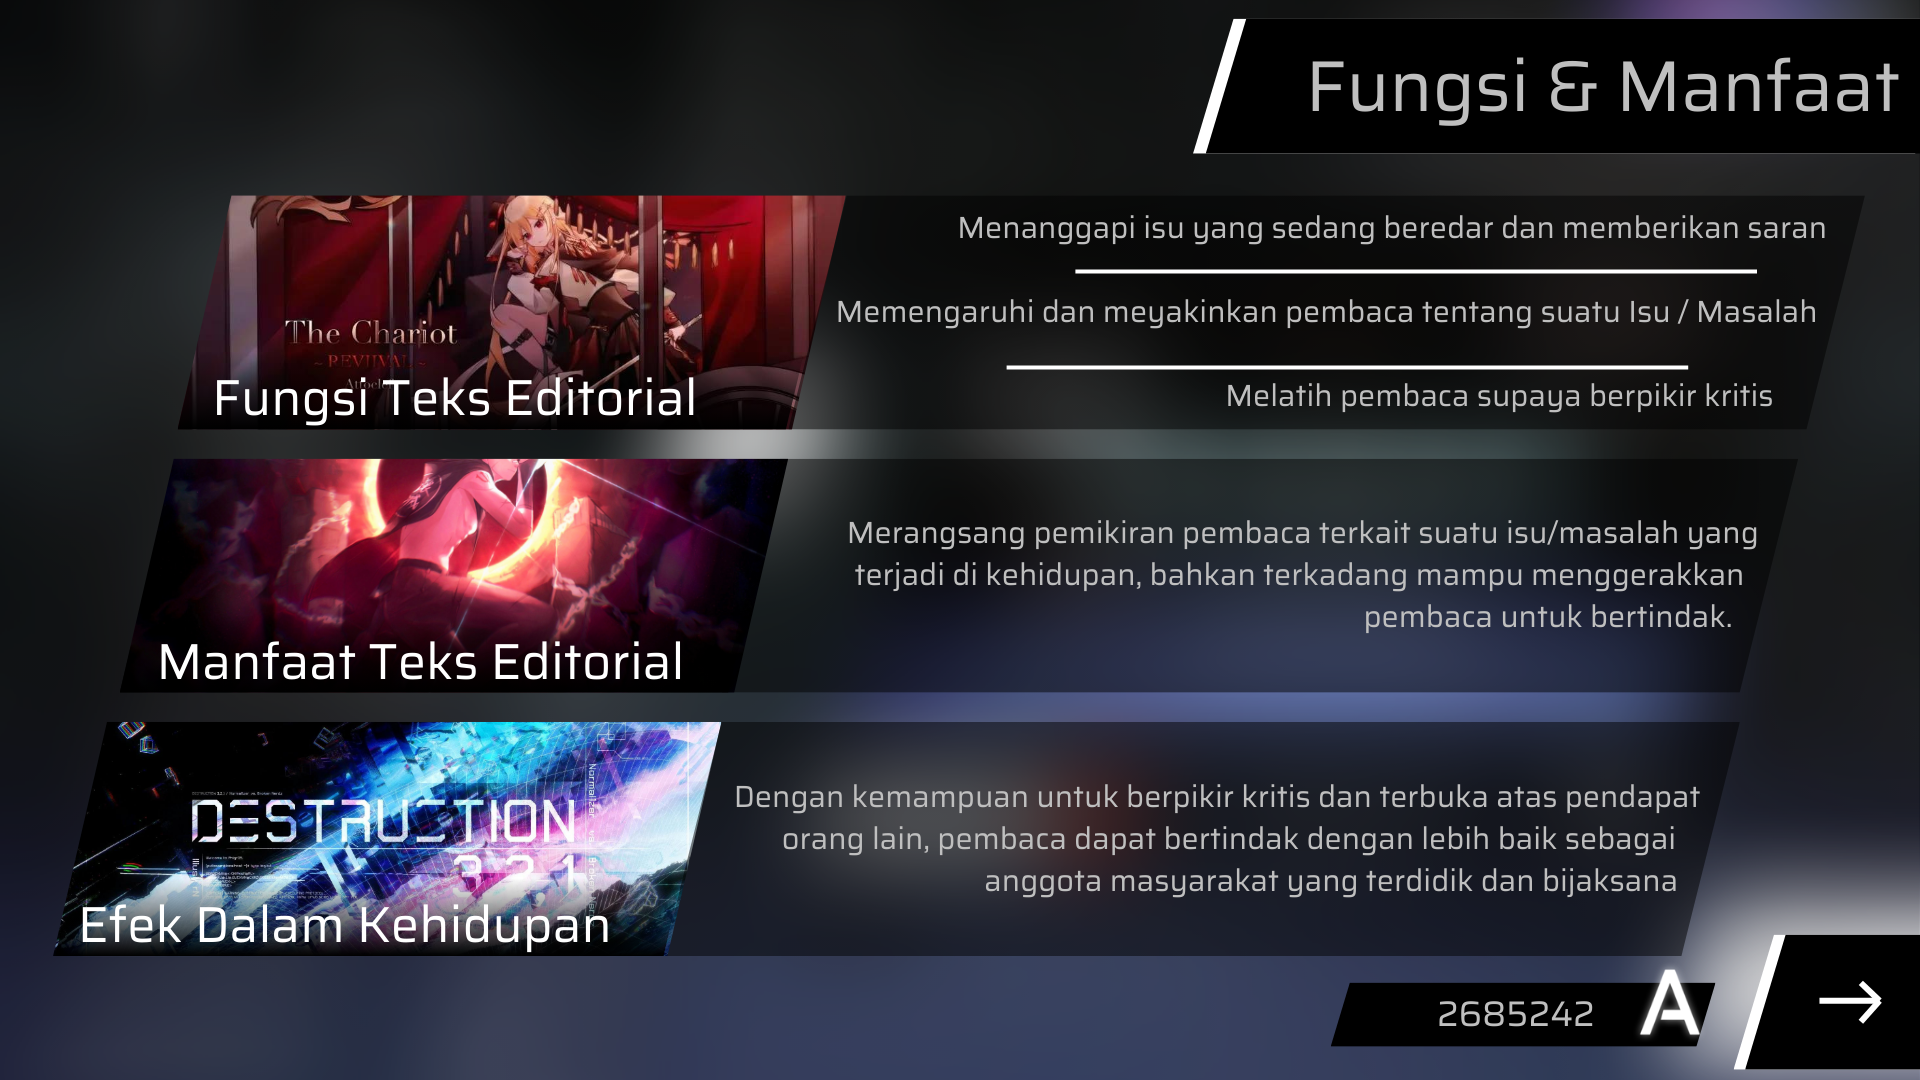 Fungsi & Manfaat
The Chariot
~ REVIIVAL ~
Fungsi Teks Editorial
Menanggapi isu yang sedang beredar dan memberikan saran
Memengaruhi dan meyakinkan pembaca tentang suatu Isu / Masalah
Melatih pembaca supaya berpikir kritis
Manfaat Teks Editorial
Merangsang pemikiran pembaca terkait suatu isu/masalah yang
terjadi di kehidupan, bahkan terkadang mampu menggerakkan
pembaca untuk bertindak.
DESTRUCTION
3.2.1
Efek Dalam Kehidupan
Dengan kemampuan untuk berpikir kritis dan terbuka atas pendapat
orang lain, pembaca dapat bertindak dengan lebih baik sebagai
anggota masyarakat yang terdidik dan bijaksana
2685242 A